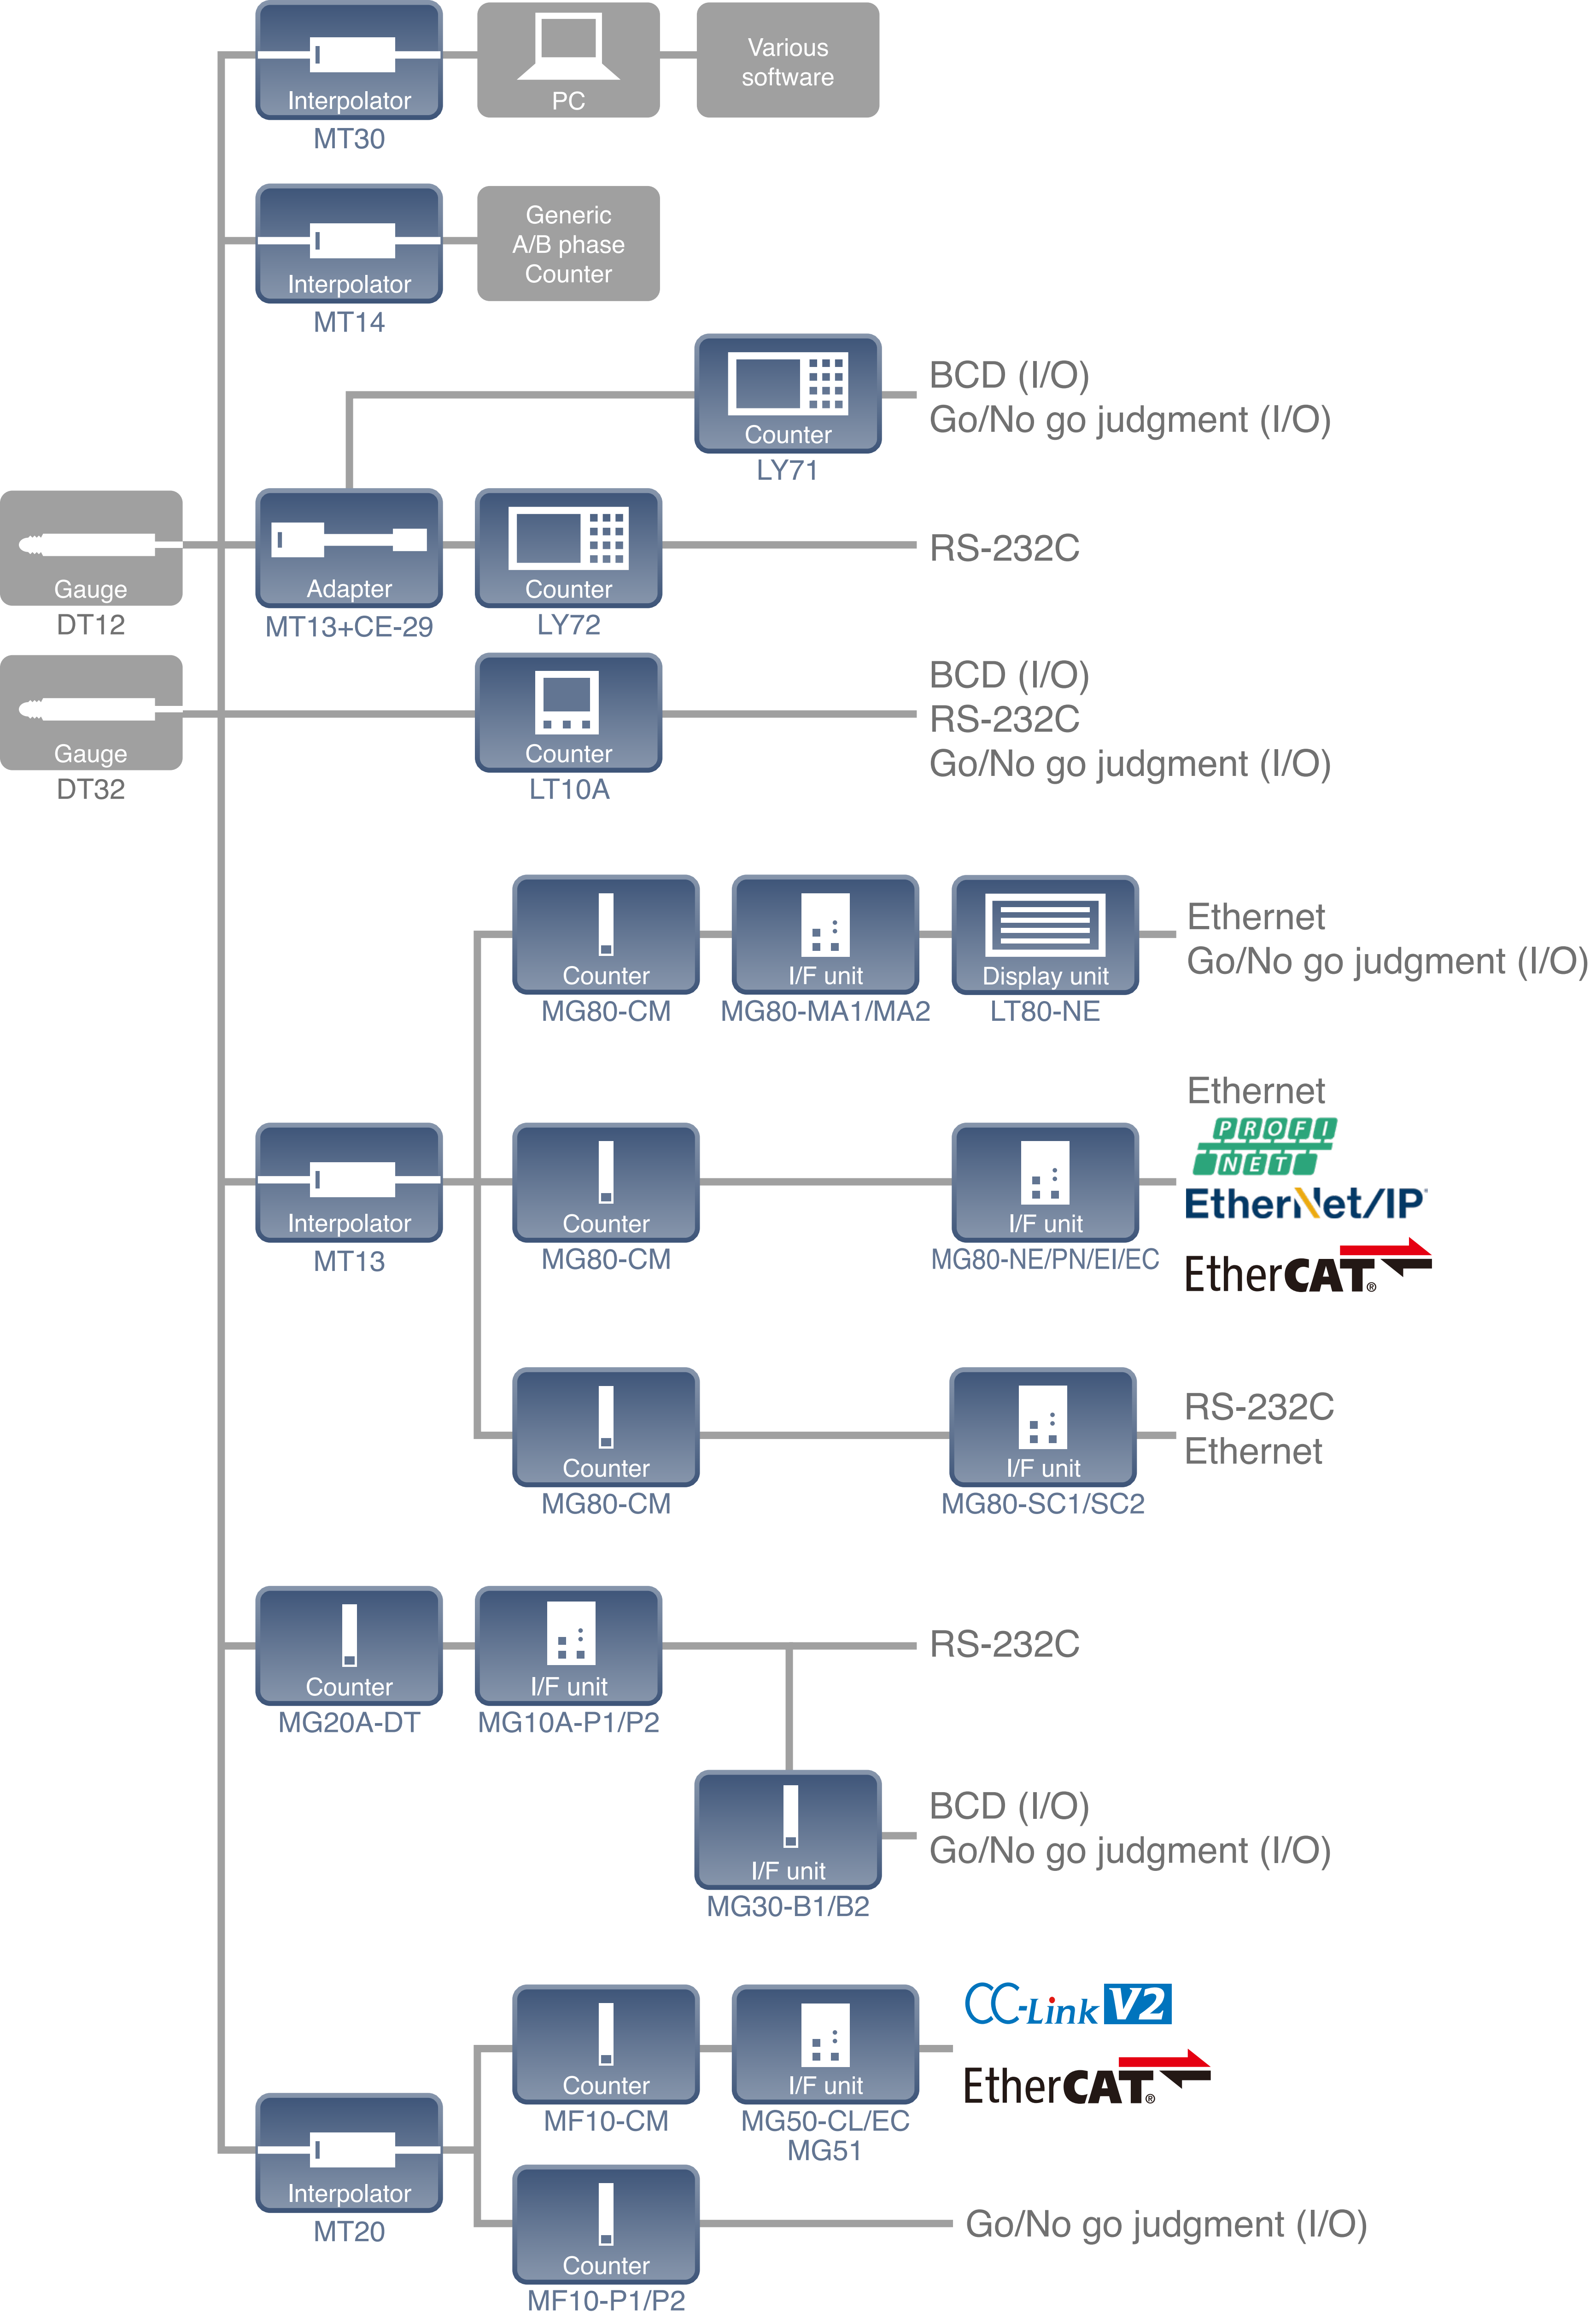 Interpolator
MT30
PC
Various
software
Interpolator
MT14
Generic
A/B phase
Counter
Counter
LY71
BCD (I/O)
Go/No go judgment (I/O)
Gauge
DT12
Adapter
MT13+CE-29
Counter
LY72
RS-232C
Gauge
DT32
Counter
LT10A
BCD (I/O)
RS-232C
Go/No go judgment (I/O)
Counter
MG80-CM
I/F unit
MG80-MA1/MA2
Display unit
LT80-NE
Ethernet
Go/No go judgment (I/O)
Interpolator
MT13
Counter
MG80-CM
I/F unit
MG80-NE/PN/EI/EC
Ethernet
PROFI
NET
EtherNet/IP
EtherCAT®
Counter
MG80-CM
I/F unit
MG80-SC1/SC2
RS-232C
Ethernet
Counter
MG20A-DT
I/F unit
MG10A-P1/P2
RS-232C
I/F unit
MG30-B1/B2
BCD (I/O)
Go/No go judgment (I/O)
Interpolator
MT20
Counter
MF10-CM
I/F unit
MG50-CL/EC
MG51
CC-Link V2
EtherCAT®
Counter
MF10-P1/P2
Go/No go judgment (I/O)